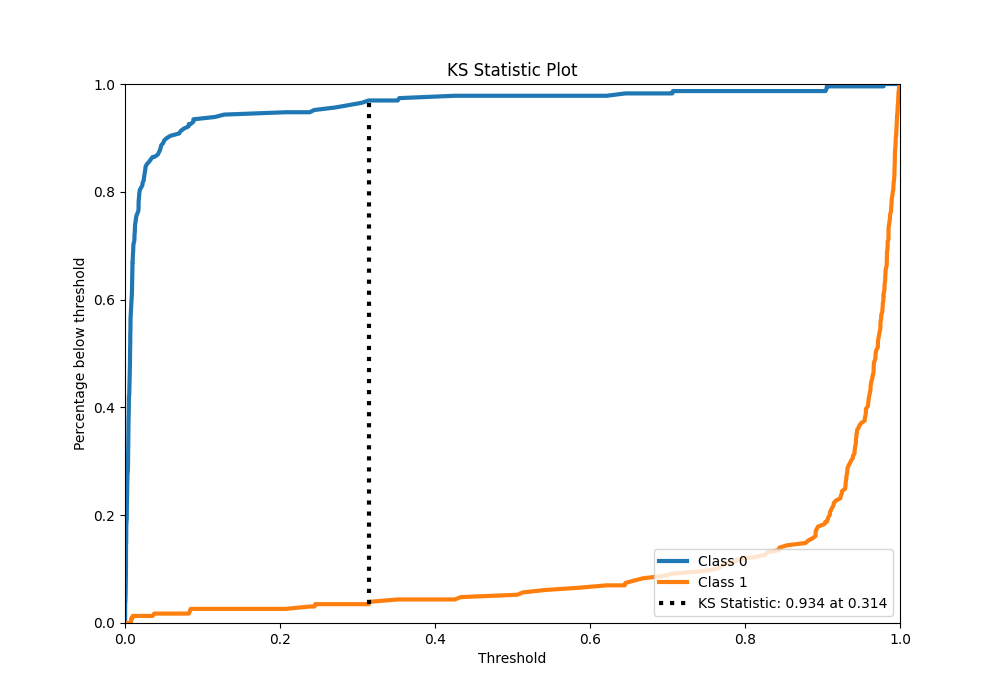 KS Statistic Plot
1.0
0.8
0.6
0.4
0.2
0.0
Percentage below threshold
0.0 0.2 0.4 0.6 0.8 1.0
Threshold
Class 0
Class 1
KS Statistic: 0.934 at 0.314